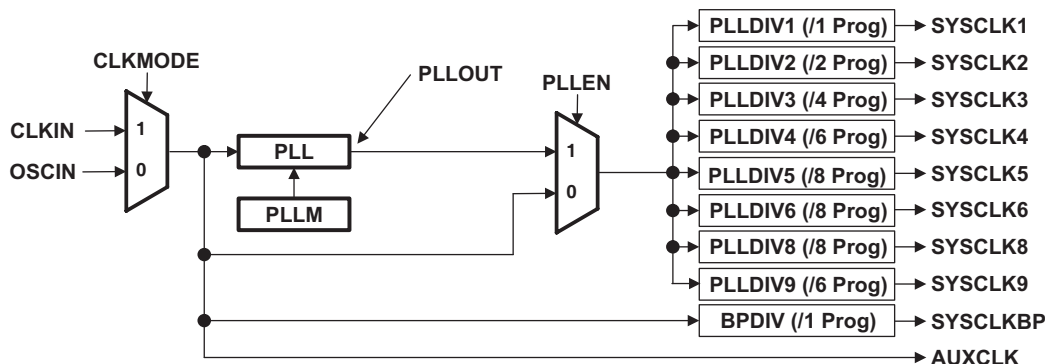 CLKMODE
CLKIN
OSCIN
1
0
PLL
PLLM
PLLOUT
PLLEN
1
0
PLLDIV1 (/1 Prog) SYSCLK1
PLLDIV2 (/2 Prog) SYSCLK2
PLLDIV3 (/4 Prog) SYSCLK3
PLLDIV4 (/6 Prog) SYSCLK4
PLLDIV5 (/8 Prog) SYSCLK5
PLLDIV6 (/8 Prog) SYSCLK6
PLLDIV8 (/8 Prog) SYSCLK8
PLLDIV9 (/6 Prog) SYSCLK9
BPDIV (/1 Prog) SYSCLKBP
AUXCLK